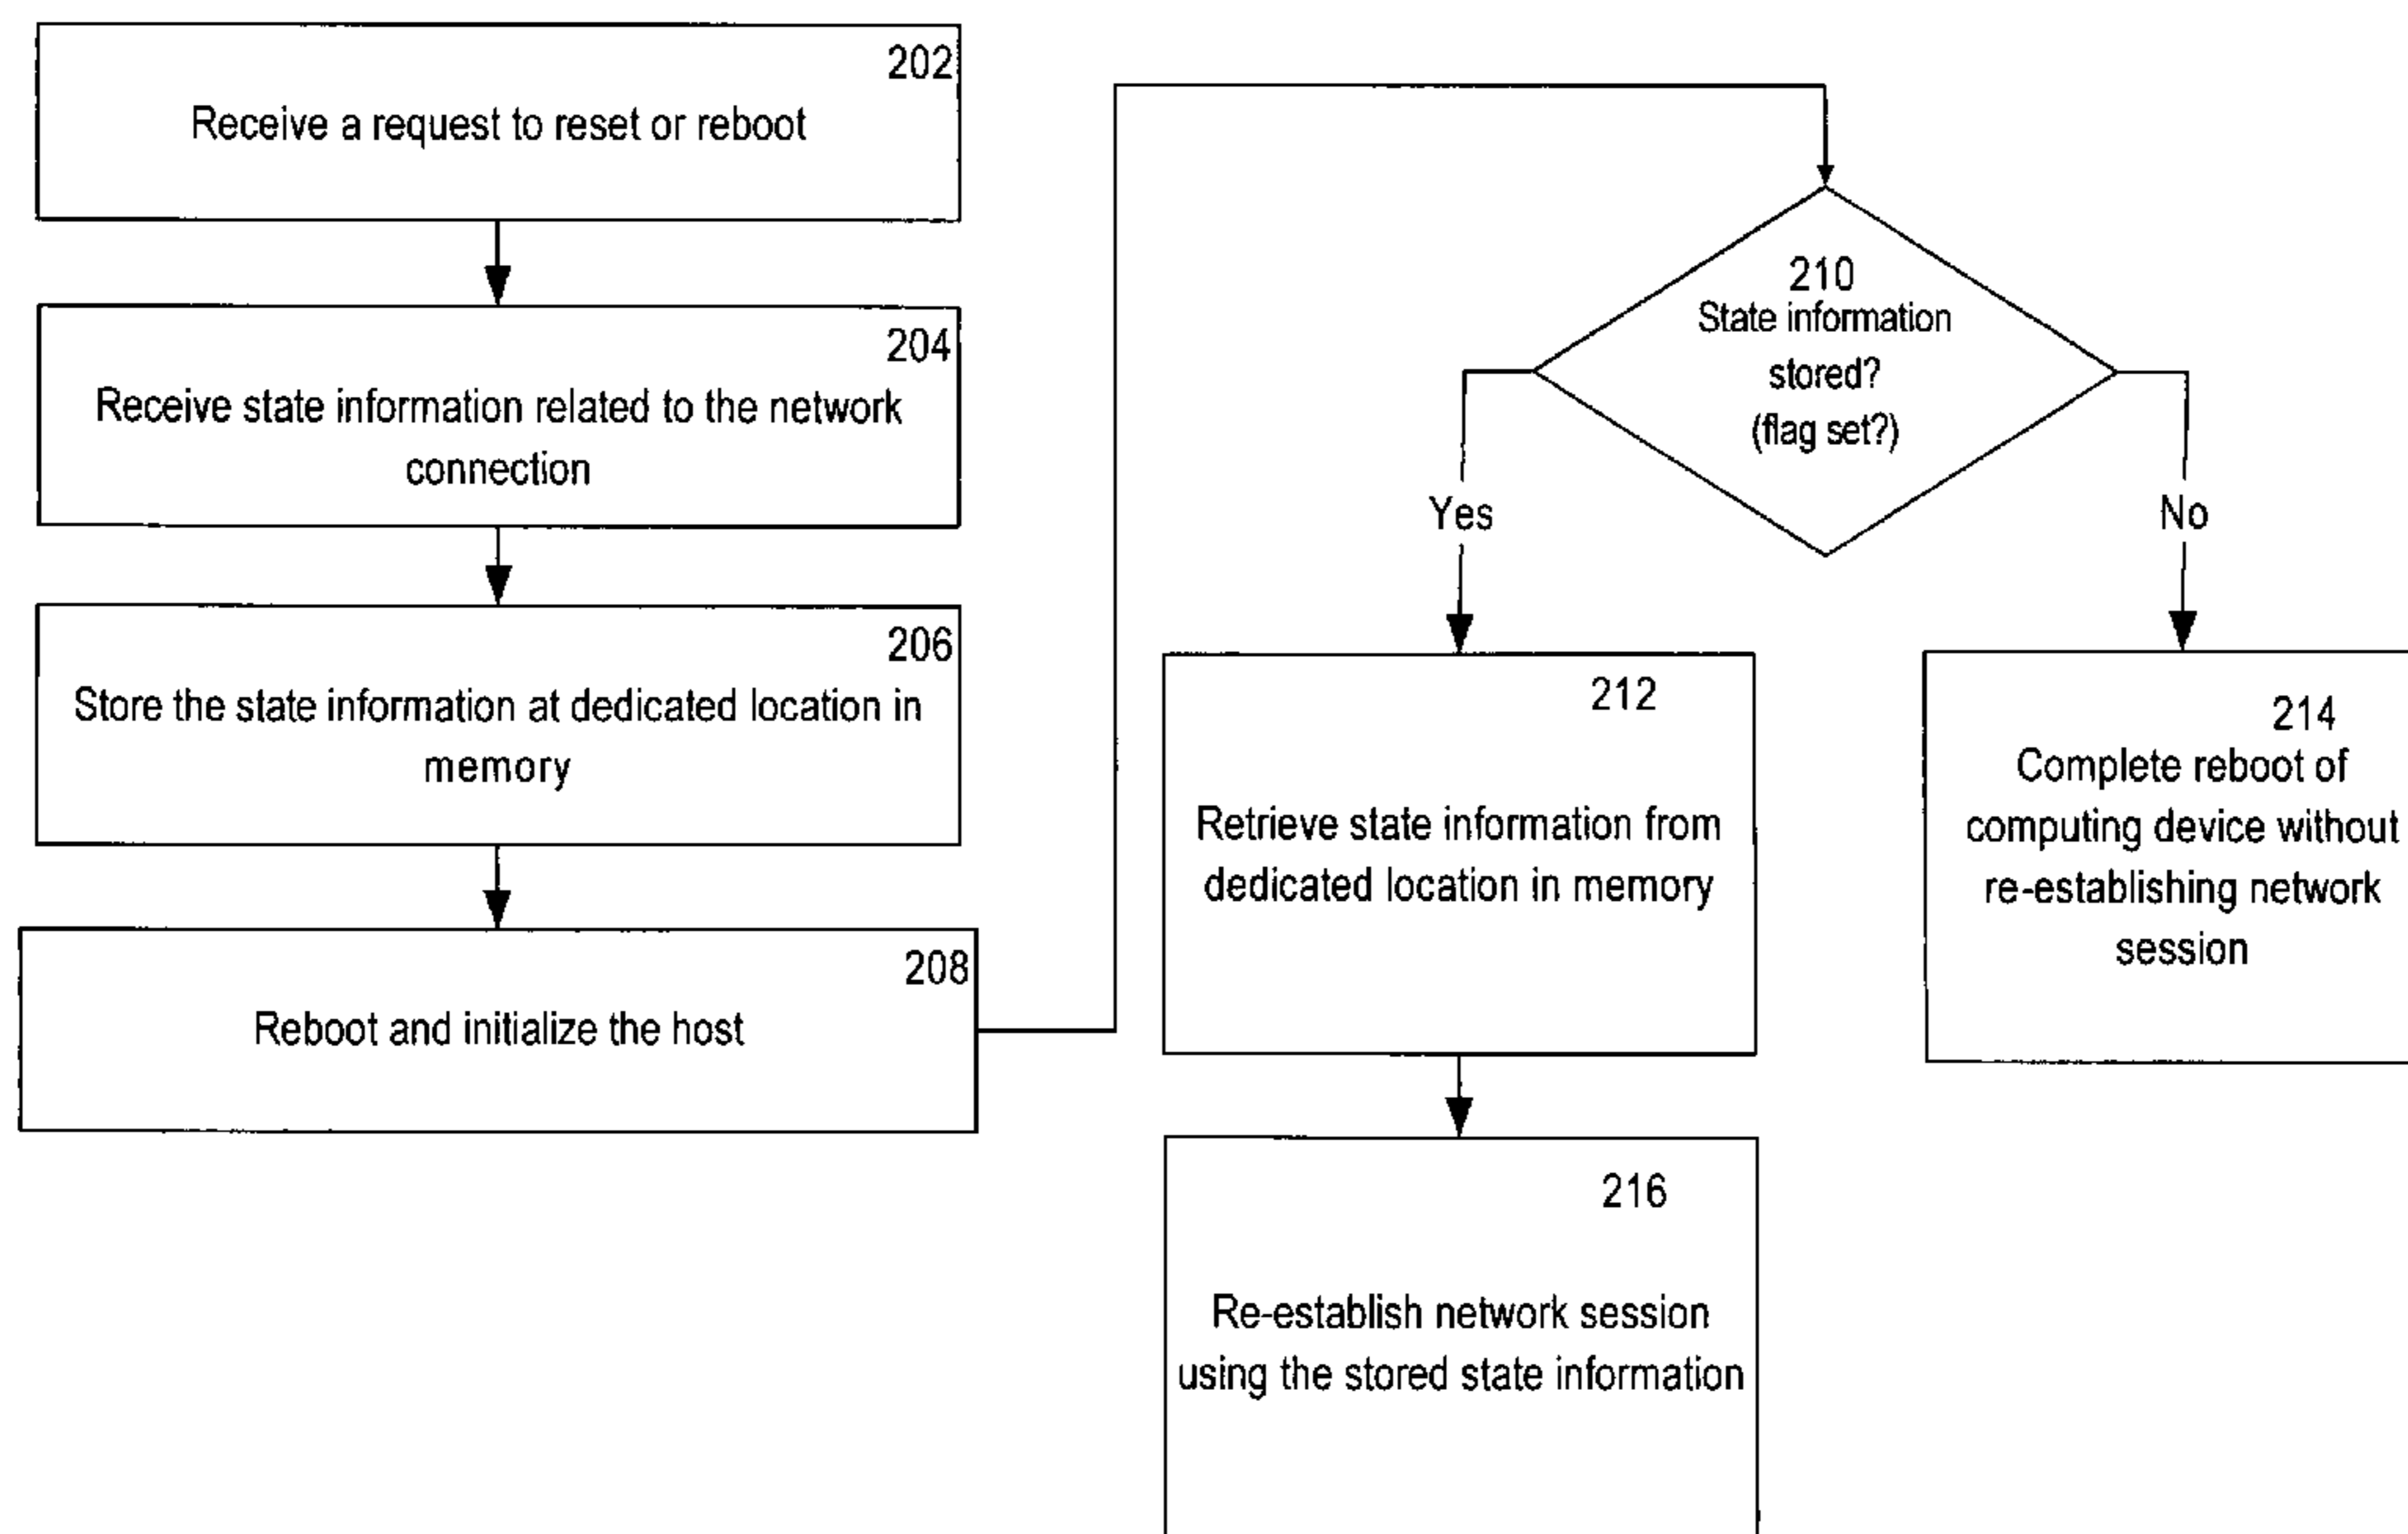 202
Receive a request to reset or reboot
204
Receive state information related to the network
connection
206
Store the state information at dedicated location in
memory
208
Reboot and initialize the host
210
State information
stored?
(flag set?)
Yes
No
212
Retrieve state information from
dedicated location in memory
214
Complete reboot of
computing device without
re-establishing network
session
216
Re-establish network session
using the stored state information